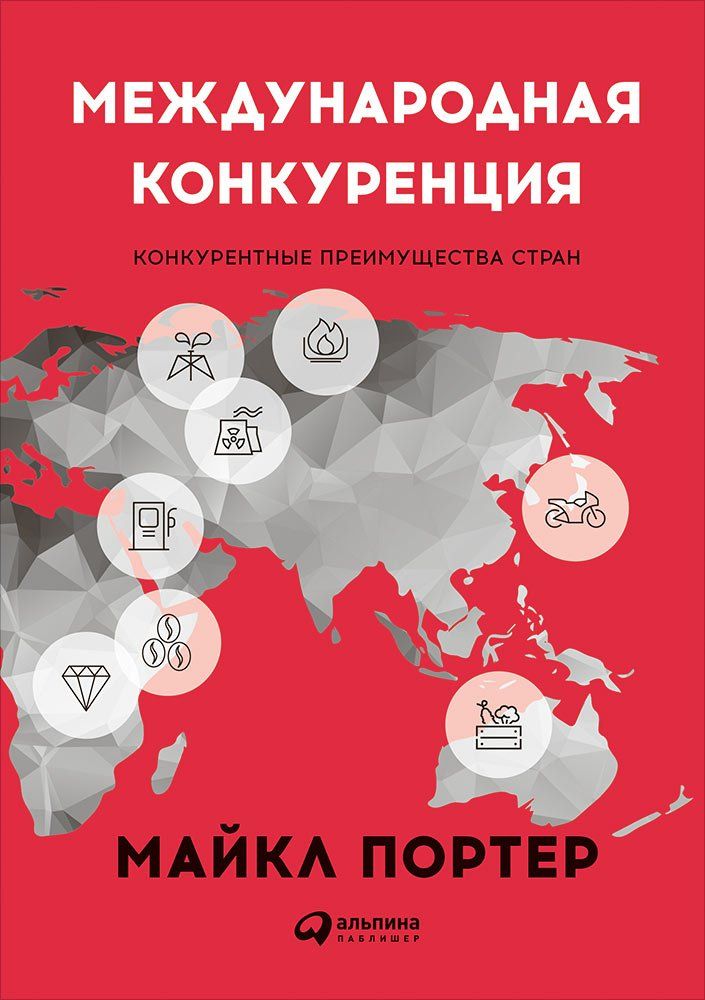 МЕЖДУНАРОДНАЯ
КОНКУРЕНЦИЯ
КОНКУРЕНТНЫЕ ПРЕИМУЩЕСТВА СТРАН
МАЙКЛ ПОРТЕР
альпина
ПАБЛИШЕР